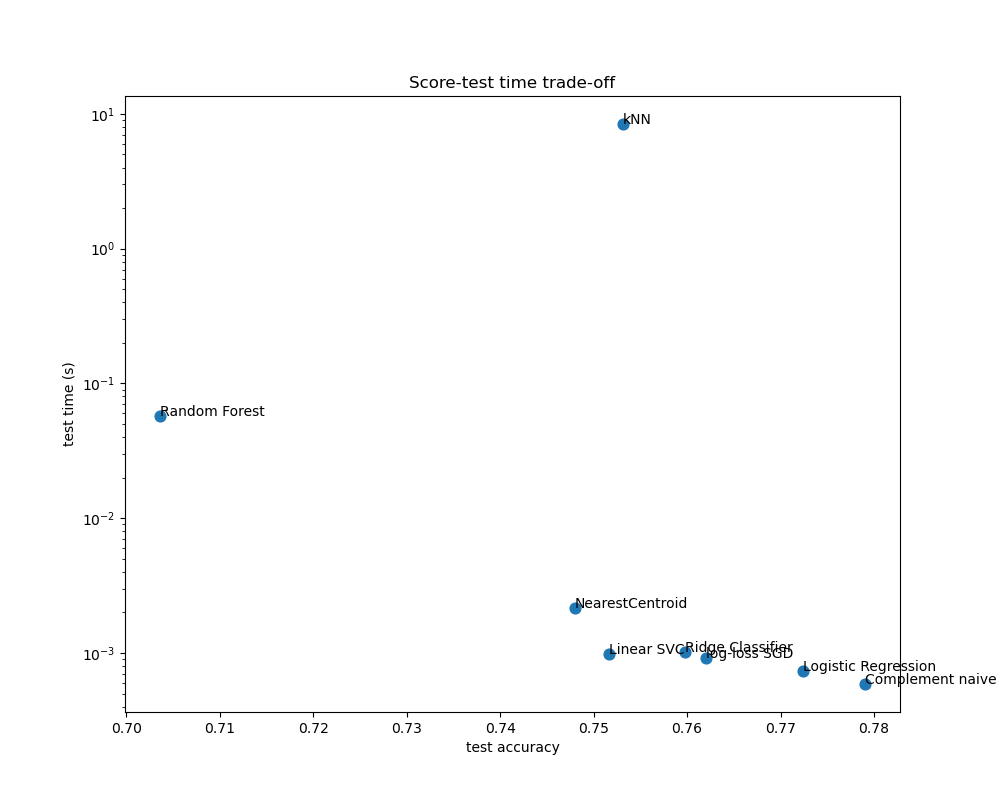 Score-test time trade-off
10¹
kNN
10⁰
test time (s)
10⁻¹
Random Forest
10⁻²
NearestCentroid
10⁻³
Linear SVC
Ridge Classifier
log-loss SGD
Logistic Regression
Complement naive
0.70 0.71 0.72 0.73 0.74 0.75 0.76 0.77 0.78
test accuracy